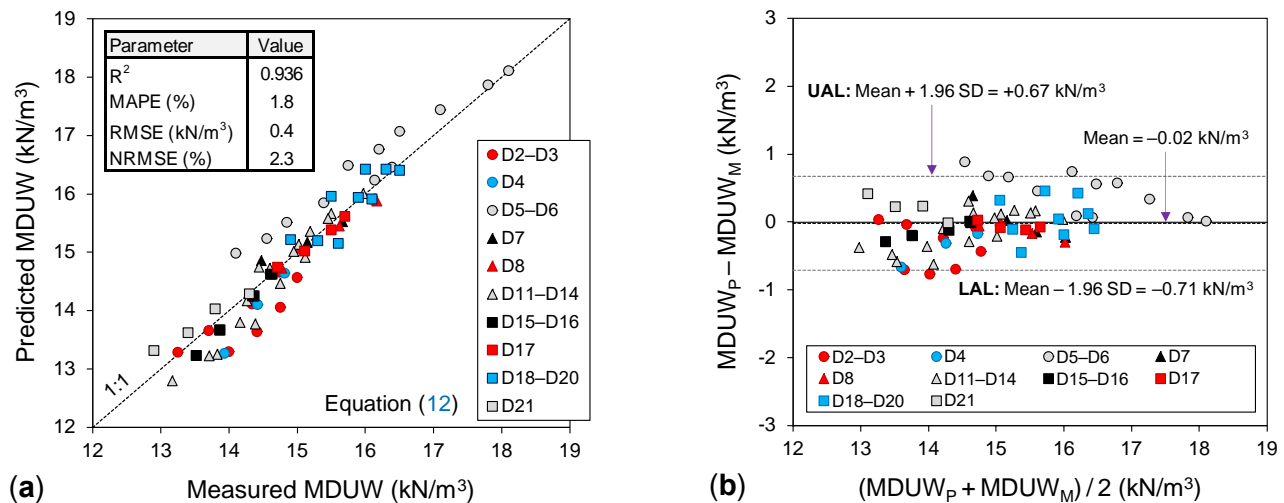 Parameter Value
R² 0.936
MAPE (%) 1.8
RMSE (kN/m³) 0.4
NRMSE (%) 2.3
Predicted MDUW (kN/m³)
19
18
17
16
15
14
13
12
D2–D3
D4
D5–D6
D7
D8
D11–D14
D15–D16
D17
D18–D20
D21
1:1
Equation (12)
12 13 14 15 16 17 18 19
(a) Measured MDUW (kN/m³)
MDUW_P – MDUW_M (kN/m³)
3
2
1
0
-1
-2
-3
UAL: Mean + 1.96 SD = +0.67 kN/m³
Mean = –0.02 kN/m³
LAL: Mean – 1.96 SD = –0.71 kN/m³
D2–D3 D4 D5–D6 D7
D8 D11–D14 D15–D16 D17
D18–D20 D21
12 13 14 15 16 17 18 19
(b) (MDUW_P + MDUW_M) / 2 (kN/m³)